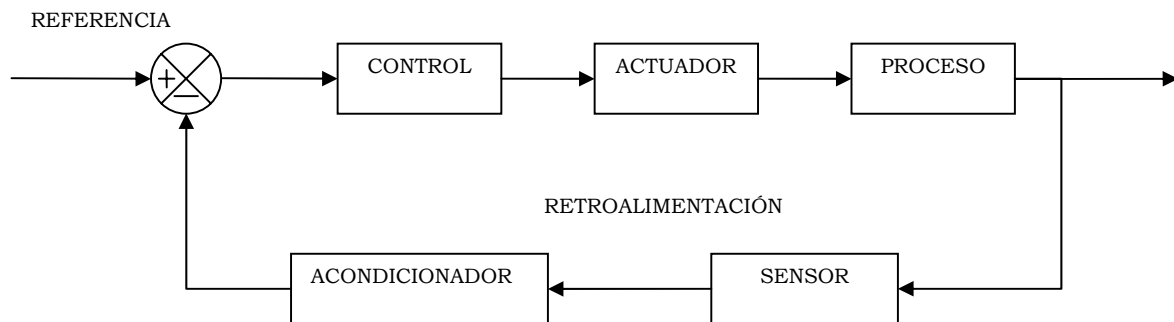 REFERENCIA
+
−
CONTROL
ACTUADOR
PROCESO
RETROALIMENTACIÓN
ACONDICIONADOR
SENSOR